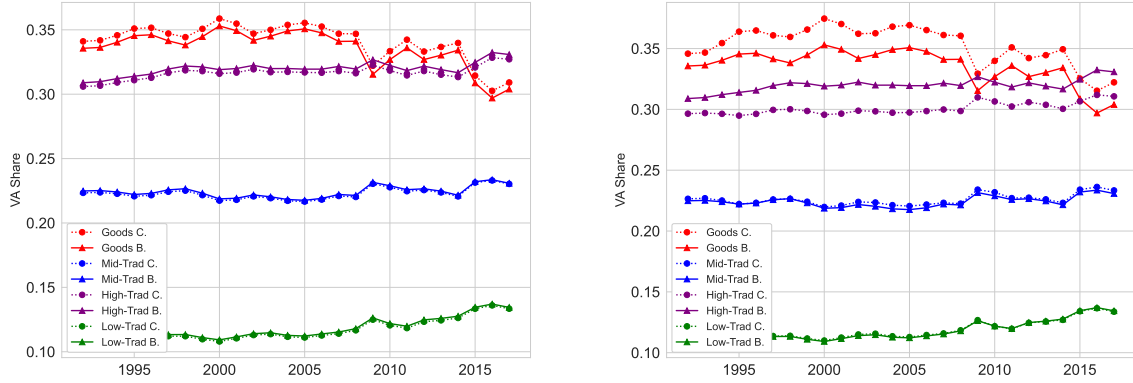 0.35
0.30
0.25
0.20
0.15
0.10
VA Share
Goods C.
Goods B.
Mid-Trad C.
Mid-Trad B.
High-Trad C.
High-Trad B.
Low-Trad C.
Low-Trad B.
1995
2000
2005
2010
2015
0.35
0.30
0.25
0.20
0.15
0.10
VA Share
Goods C.
Goods B.
Mid-Trad C.
Mid-Trad B.
High-Trad C.
High-Trad B.
Low-Trad C.
Low-Trad B.
1995
2000
2005
2010
2015